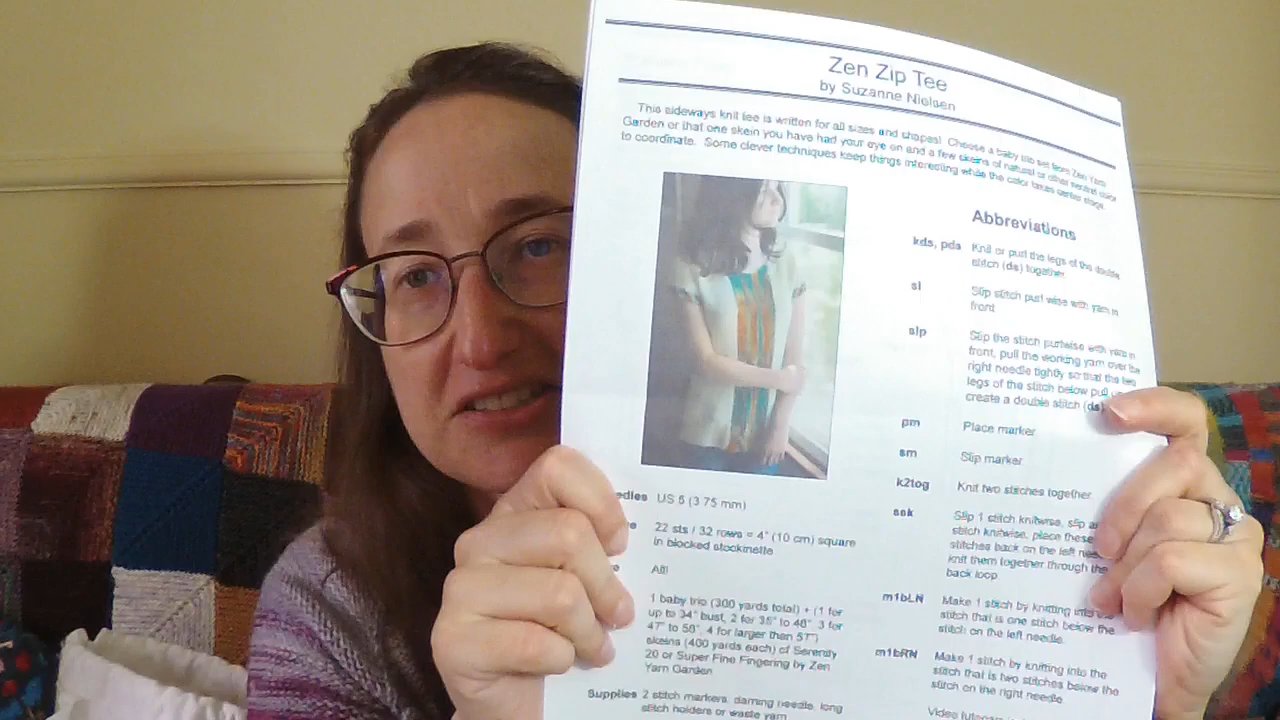 Zen Zip Tee
by Suzanne Nielsen
This sideways knit tee is written for all sizes and shapes! Choose a baby trio set from Zen Yarn
Garden or that one skein you have had your eye on and a few skeins of natural or other neutral color
to coordinate. Some clever techniques keep things interesting while the color takes center stage.
Abbreviations
kds, pds Knit or purl the legs of the double
stitch (ds) together
sl Slip stitch purl wise with yarn in
front
slp Slip the stitch purlwise with yarn in
front, pull the working yarn over the
right needle tightly so that the two
legs of the stitch below pull
create a double stitch (ds)
pm Place marker
sm Slip marker
k2tog Knit two stitches together
ssk Slip 1 stitch knitwise, slip
stitch knitwise, place these
stitches back on the left
knit them together through the
back loop
m1bLN Make 1 stitch by knitting into the
stitch that is one stitch below the
stitch on the left needle.
m1bRN Make 1 stitch by knitting into the
stitch that is two stitches below the
stitch on the right needle
edles US 5 (3.75 mm)
22 sts / 32 rows = 4" (10 cm) square
in blocked stockinette
All!
1 baby trio (300 yards total) + (1 for
up to 34" bust, 2 for 35" to 46", 3 for
47" to 56", 4 for larger than 57")
skeins (400 yards each) of Serenity
20 or Super Fine Fingering by Zen
Yarn Garden
Supplies 2 stitch markers, darning needle, long
stitch holders or waste yarn